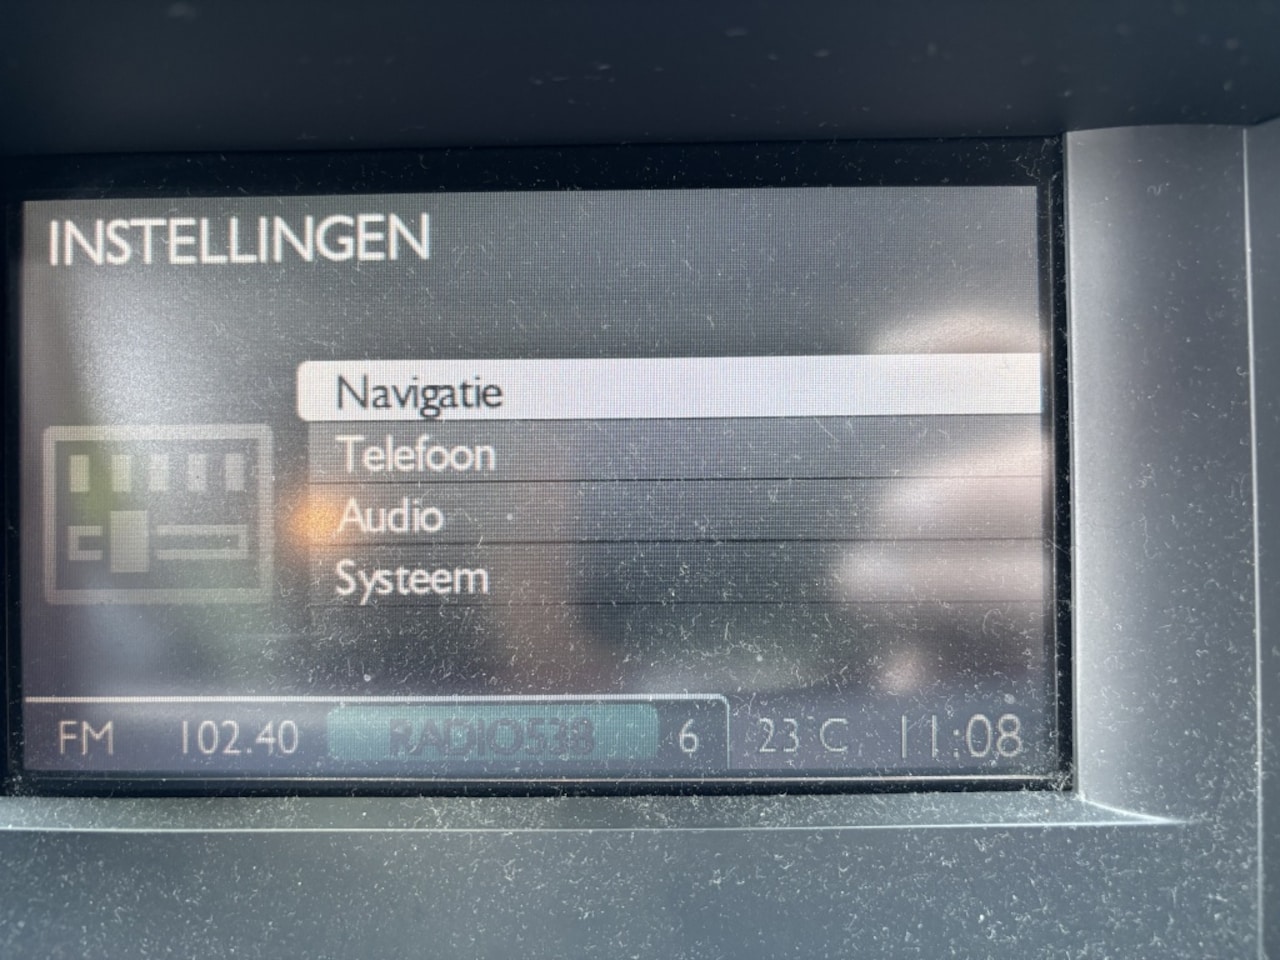 INSTELLINGEN
Navigatie
Telefoon
Audio
Systeem
FM 102.40 RADIO538 6 23°C 11:08